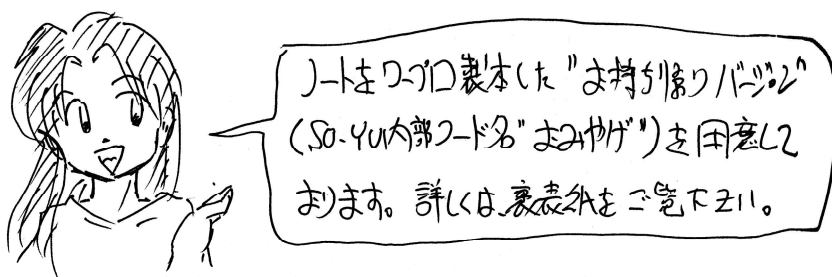 ノートをワープロ製本した"お持ち帰りバージョン"
(SO-YU内部コード名"おみやげ")を用意して
おります。詳しくは、裏表紙をご覧下さい。